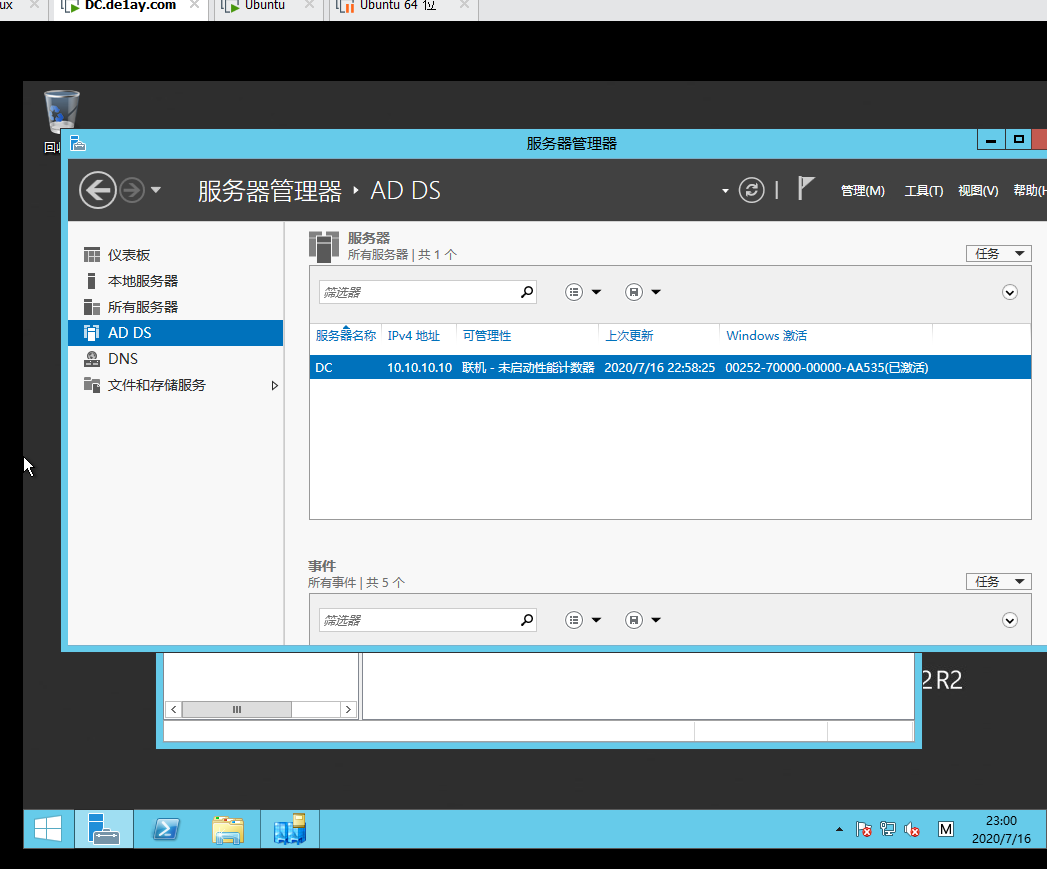 ux
DC.de1ay.com
Ubuntu
Ubuntu 64 位
服务器管理器
服务器管理器 AD DS
管理(M) 工具(T) 视图(V) 帮助(H
仪表板
本地服务器
所有服务器
AD DS
DNS
文件和存储服务
服务器
所有服务器 | 共 1 个
任务
筛选器
服务器名称 IPv4 地址 可管理性 上次更新 Windows 激活
DC 10.10.10.10 联机 - 未启动性能计数器 2020/7/16 22:58:25 00252-70000-00000-AA535(已激活)
事件
所有事件 | 共 5 个
任务
筛选器
2 R2
M
23:00
2020/7/16